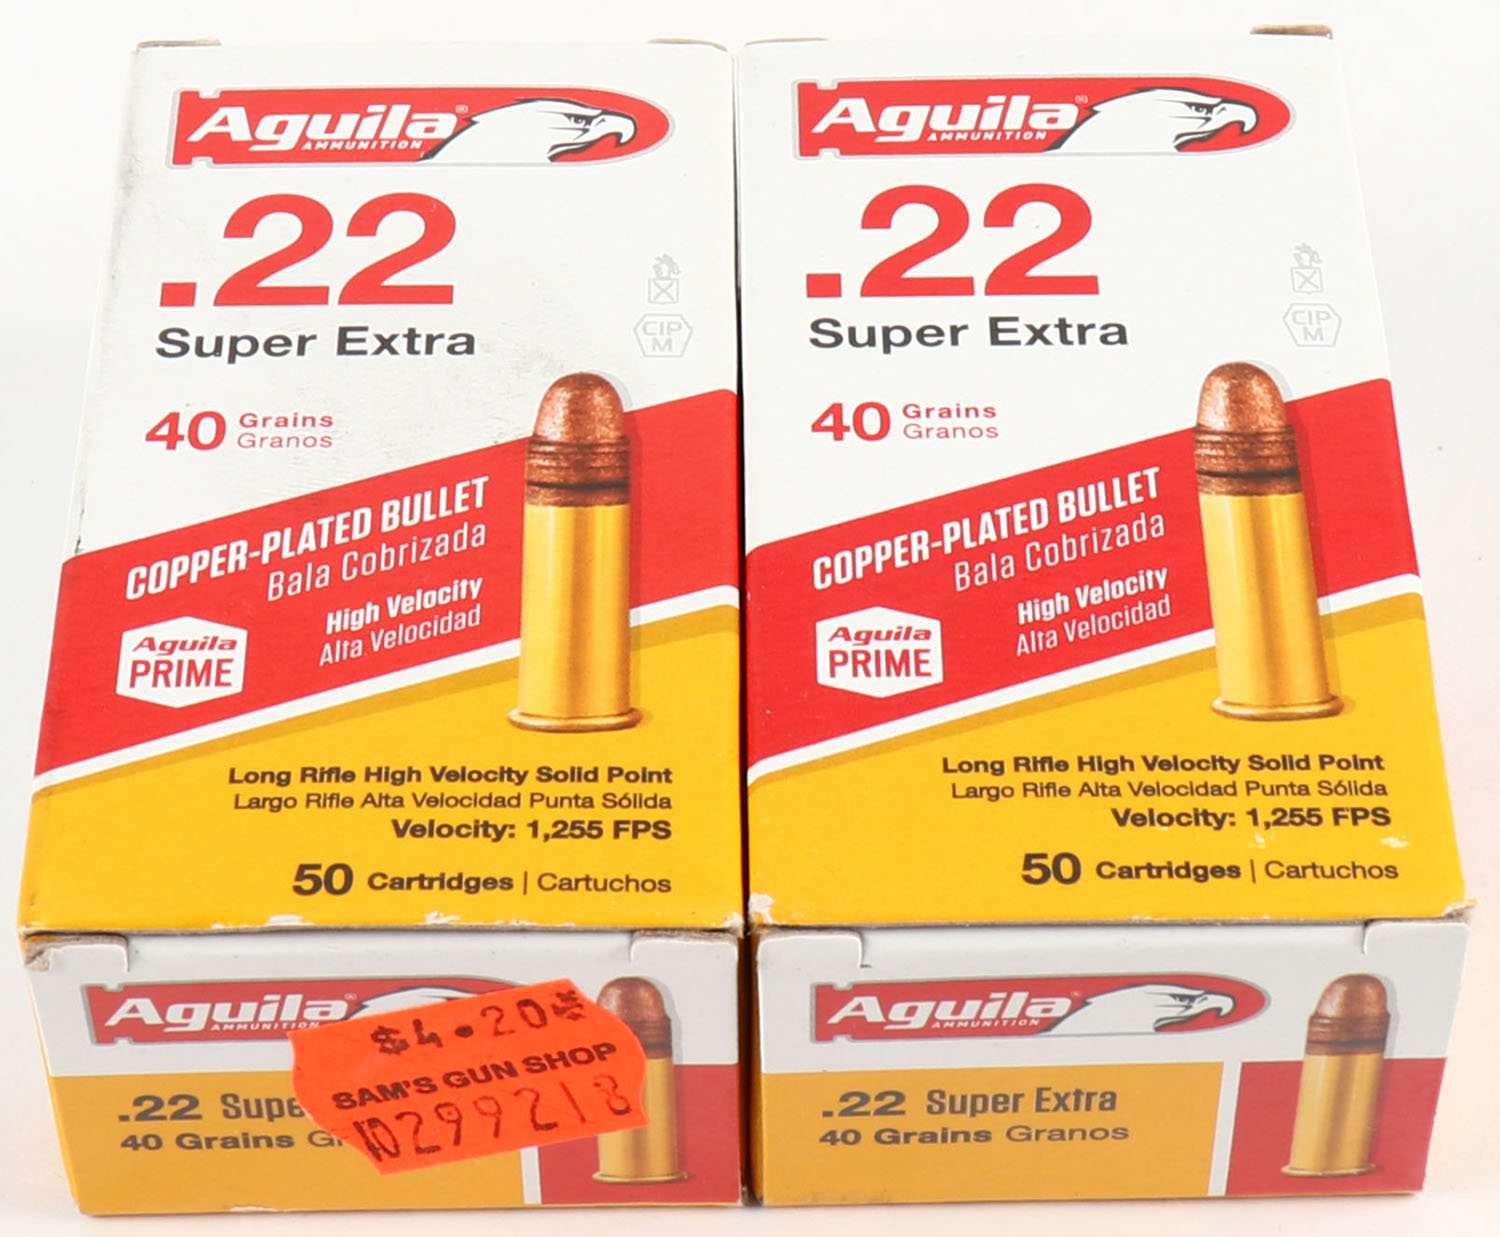 Aguila®
AMMUNITION
.22
Super Extra
CIP
M
40 Grains
Granos
COPPER-PLATED BULLET
Bala Cobrizada
High Velocity
Alta Velocidad
Aguila
PRIME
Long Rifle High Velocity Solid Point
Largo Rifle Alta Velocidad Punta Sólida
Velocity: 1,255 FPS
50 Cartridges | Cartuchos
Aguila®
AMMUNITION
.22 Supe
40 Grains Gr
$4.20
SAM'S GUN SHOP
10299218
Aguila®
AMMUNITION
.22
Super Extra
CIP
M
40 Grains
Granos
COPPER-PLATED BULLET
Bala Cobrizada
High Velocity
Alta Velocidad
Aguila
PRIME
Long Rifle High Velocity Solid Point
Largo Rifle Alta Velocidad Punta Sólida
Velocity: 1,255 FPS
50 Cartridges | Cartuchos
Aguila®
AMMUNITION
.22 Super Extra
40 Grains Granos